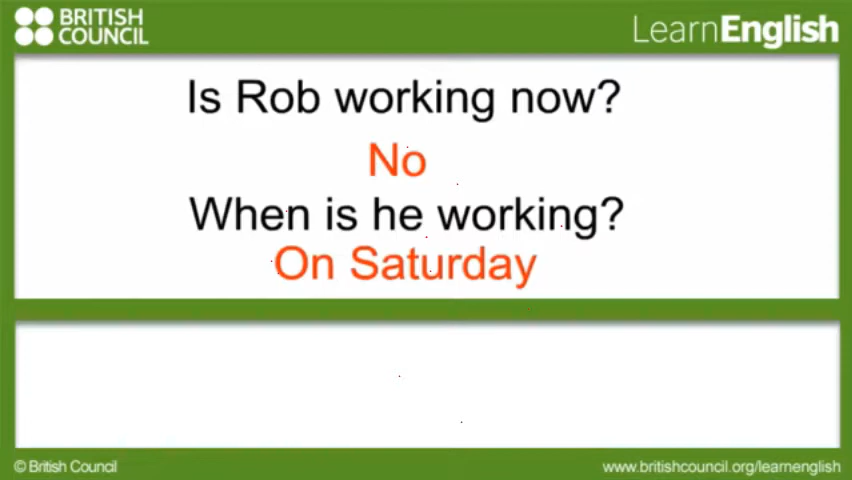 BRITISH
COUNCIL
LearnEnglish
Is Rob working now?
No
When is he working?
On Saturday
© British Council
www.britishcouncil.org/learnenglish